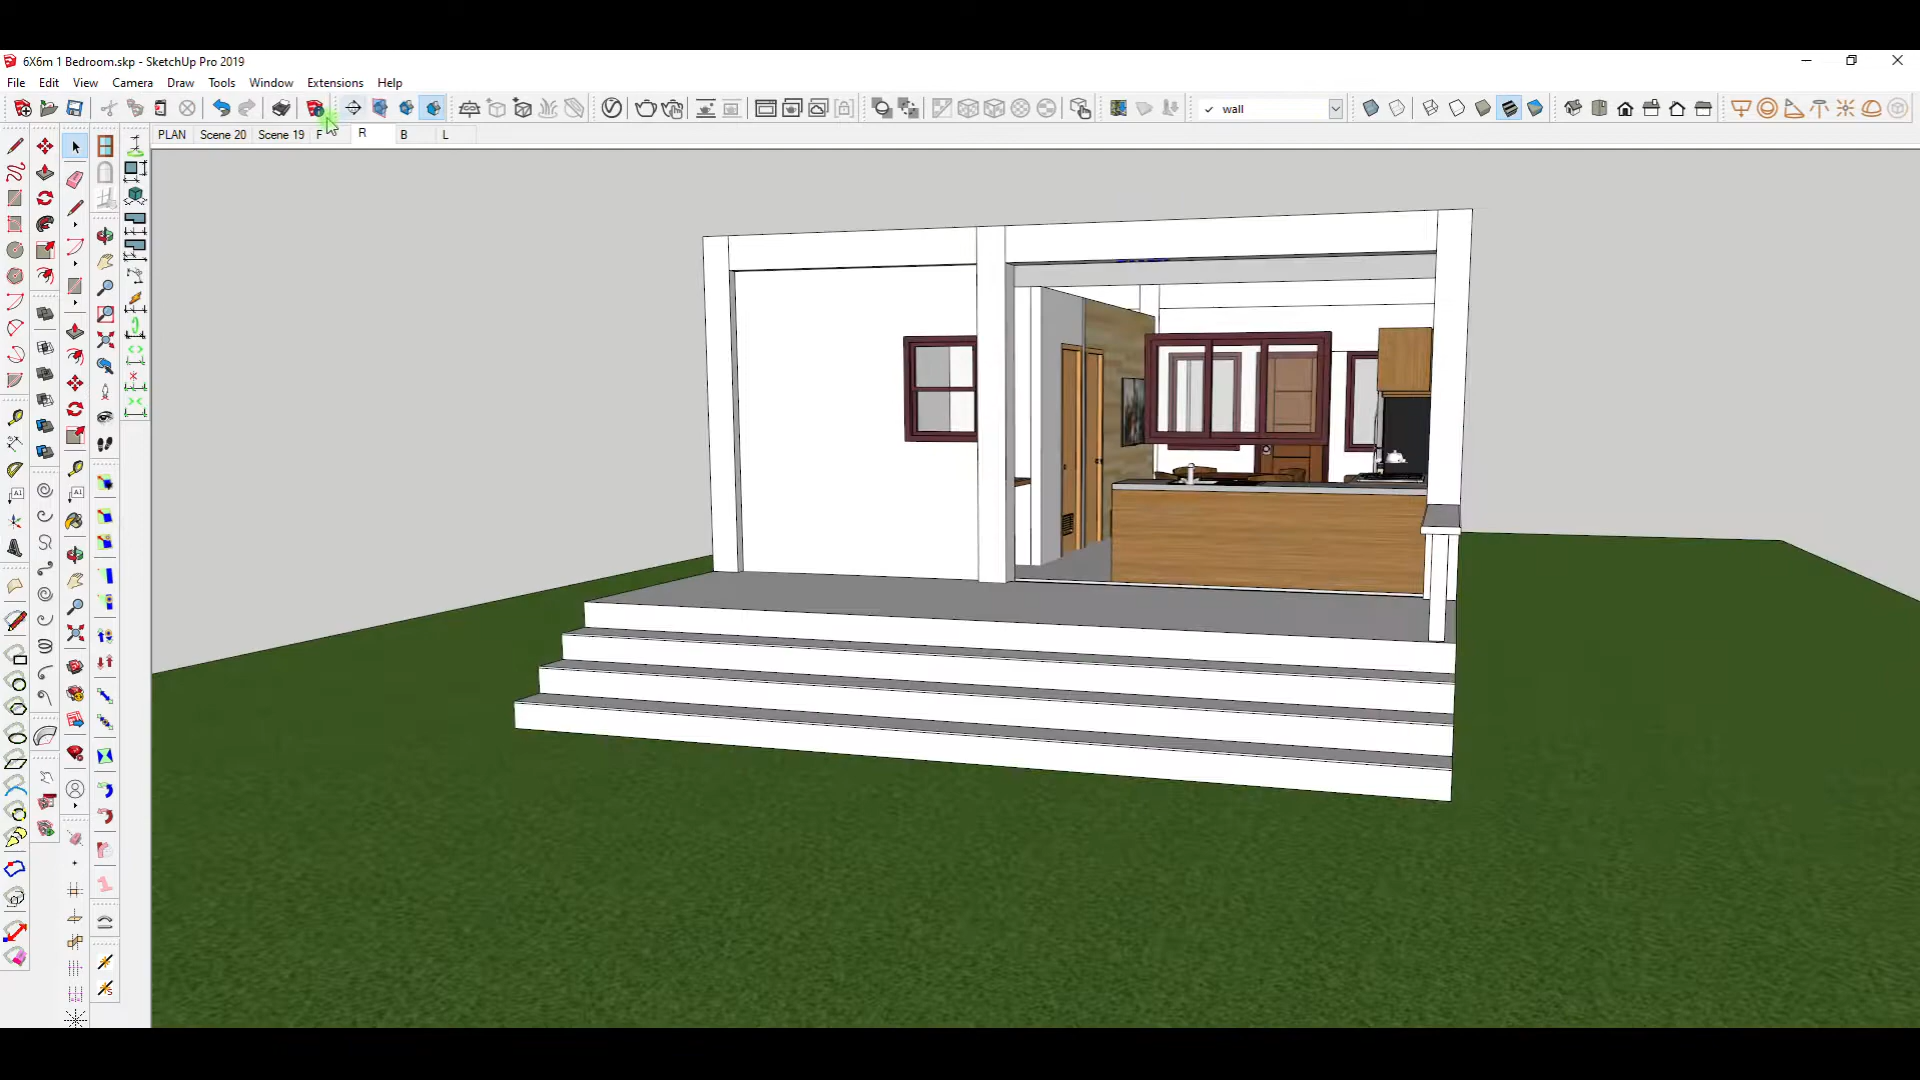 6X6m 1 Bedroom.skp - SketchUp Pro 2019
File Edit View Camera Draw Tools Window Extensions Help
wall
PLAN Scene 20 Scene 19 F R B L